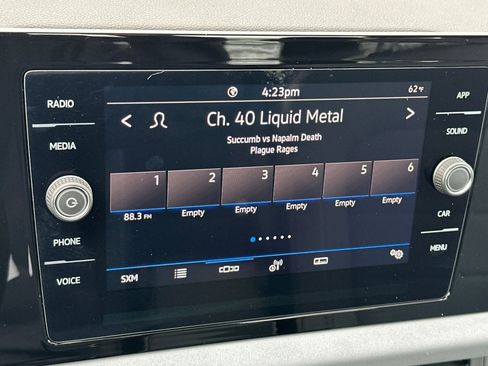 4:23pm
62°F
RADIO
APP
< Ch. 40 Liquid Metal >
SOUND
MEDIA
Succumb vs Napalm Death
Plague Rages
1 2 3 4 5 6
88.3 FM Empty Empty Empty Empty Empty
PHONE
CAR
VOICE
MENU
SXM